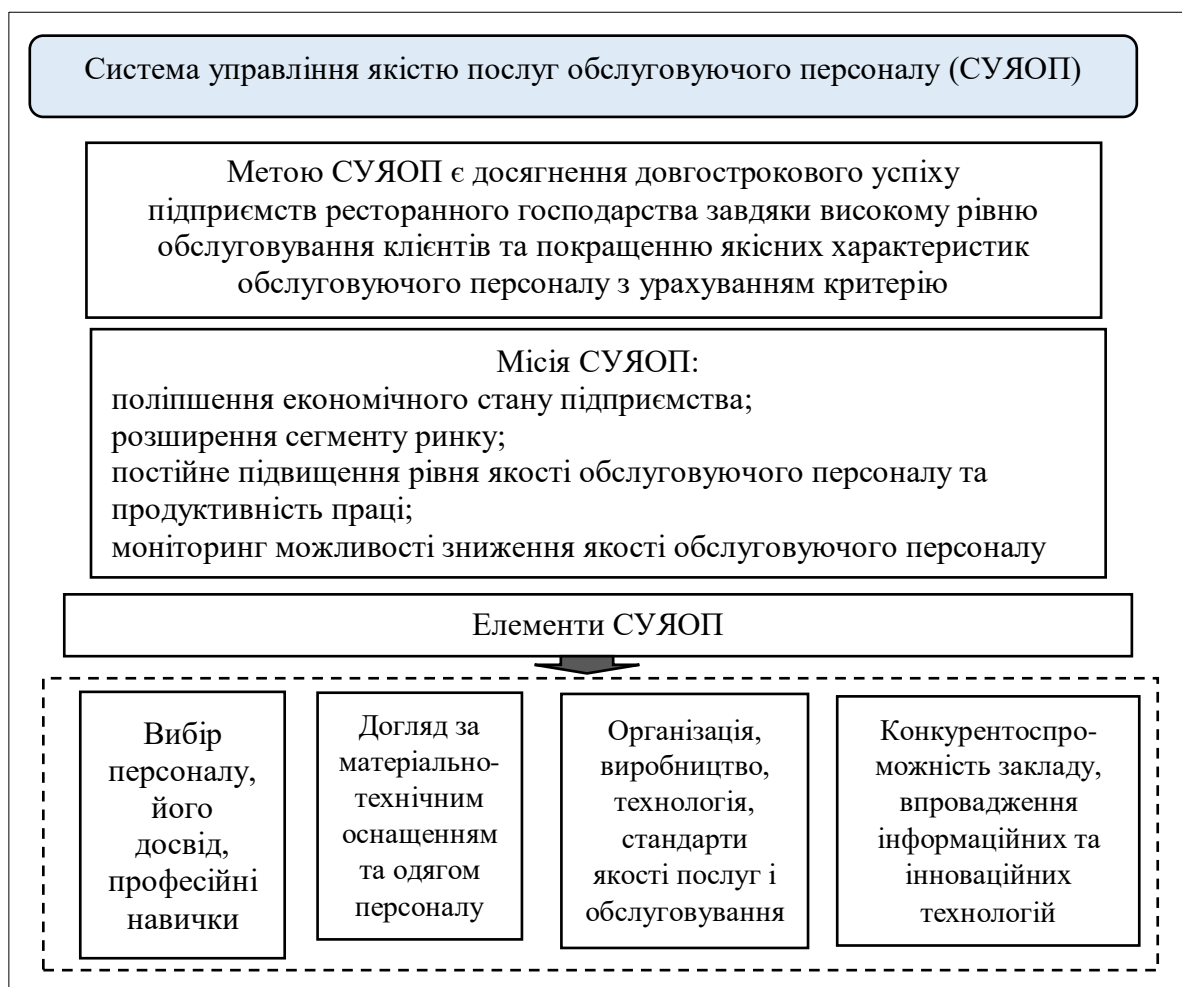 Система управління якістю послуг обслуговуючого персоналу (СУЯОП)
Метою СУЯОП є досягнення довгострокового успіху
підприємств ресторанного господарства завдяки високому рівню
обслуговування клієнтів та покращенню якісних характеристик
обслуговуючого персоналу з урахуванням критерію
Місія СУЯОП:
поліпшення економічного стану підприємства;
розширення сегменту ринку;
постійне підвищення рівня якості обслуговуючого персоналу та
продуктивність праці;
моніторинг можливості зниження якості обслуговуючого персоналу
Елементи СУЯОП
Вибір
персоналу,
його
досвід,
професійні
навички
Догляд за
матеріально-
технічним
оснащенням
та одягом
персоналу
Організація,
виробництво,
технологія,
стандарти
якості послуг і
обслуговування
Конкурентоспро-
можність закладу,
впровадження
інформаційних та
інноваційних
технологій